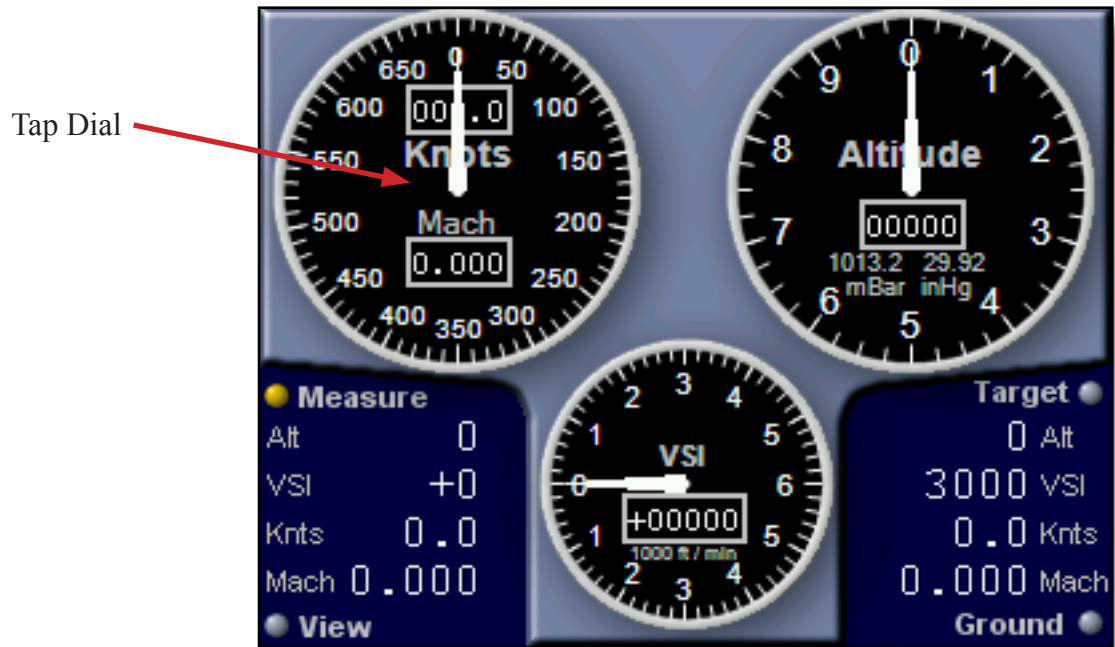 Tap Dial
0
50
100
150
200
250
300
350
400
450
500
550
600
650
Knots
Mach
0.000
0
1
2
3
4
5
6
7
8
9
Altitude
00000
1013.2 29.92
mBar inHg
Measure
Alt 0
VSI +0
Knts 0.0
Mach 0.000
View
0
1
2
3
4
5
6
5
4
3
2
1
VSI
+00000
1000 ft / min
Target
0 Alt
3000 VSI
0.0 Knts
0.000 Mach
Ground